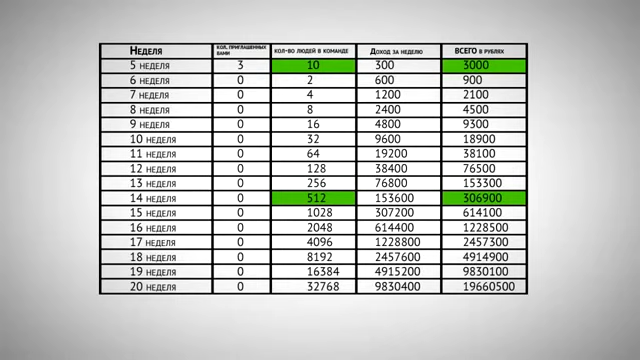 Неделя кол. приглашенных вами кол-во людей в команде Доход за неделю ВСЕГО в рублях
5 неделя 3 10 300 3000
6 неделя 0 2 600 900
7 неделя 0 4 1200 2100
8 неделя 0 8 2400 4500
9 неделя 0 16 4800 9300
10 неделя 0 32 9600 18900
11 неделя 0 64 19200 38100
12 неделя 0 128 38400 76500
13 неделя 0 256 76800 153300
14 неделя 0 512 153600 306900
15 неделя 0 1028 307200 614100
16 неделя 0 2048 614400 1228500
17 неделя 0 4096 1228800 2457300
18 неделя 0 8192 2457600 4914900
19 неделя 0 16384 4915200 9830100
20 неделя 0 32768 9830400 19660500